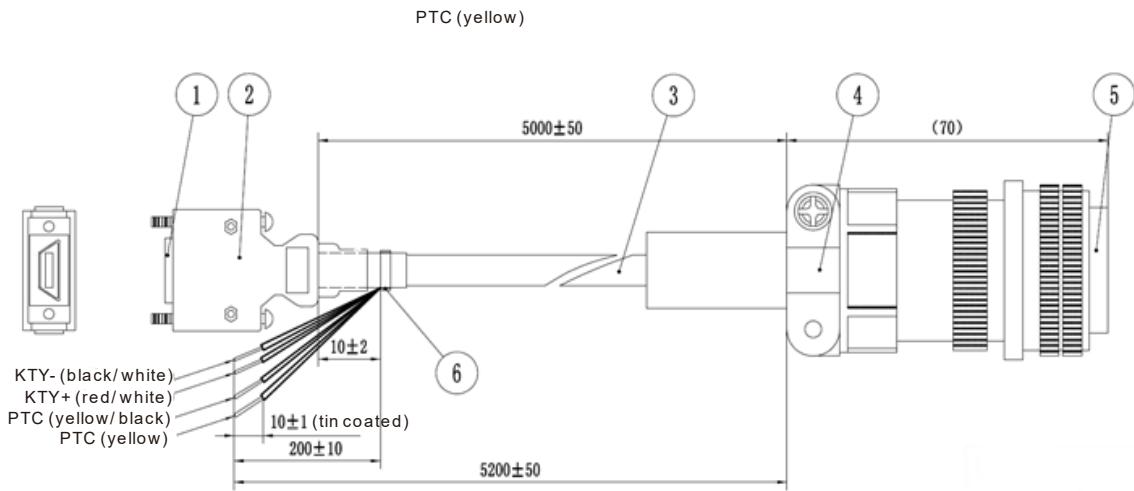 PTC (yellow)
1
2
3
4
5
5000±50
(70)
10±2
6
KTY- (black/white)
KTY+ (red/white)
PTC (yellow/black)
PTC (yellow)
10±1 (tin coated)
200±10
5200±50